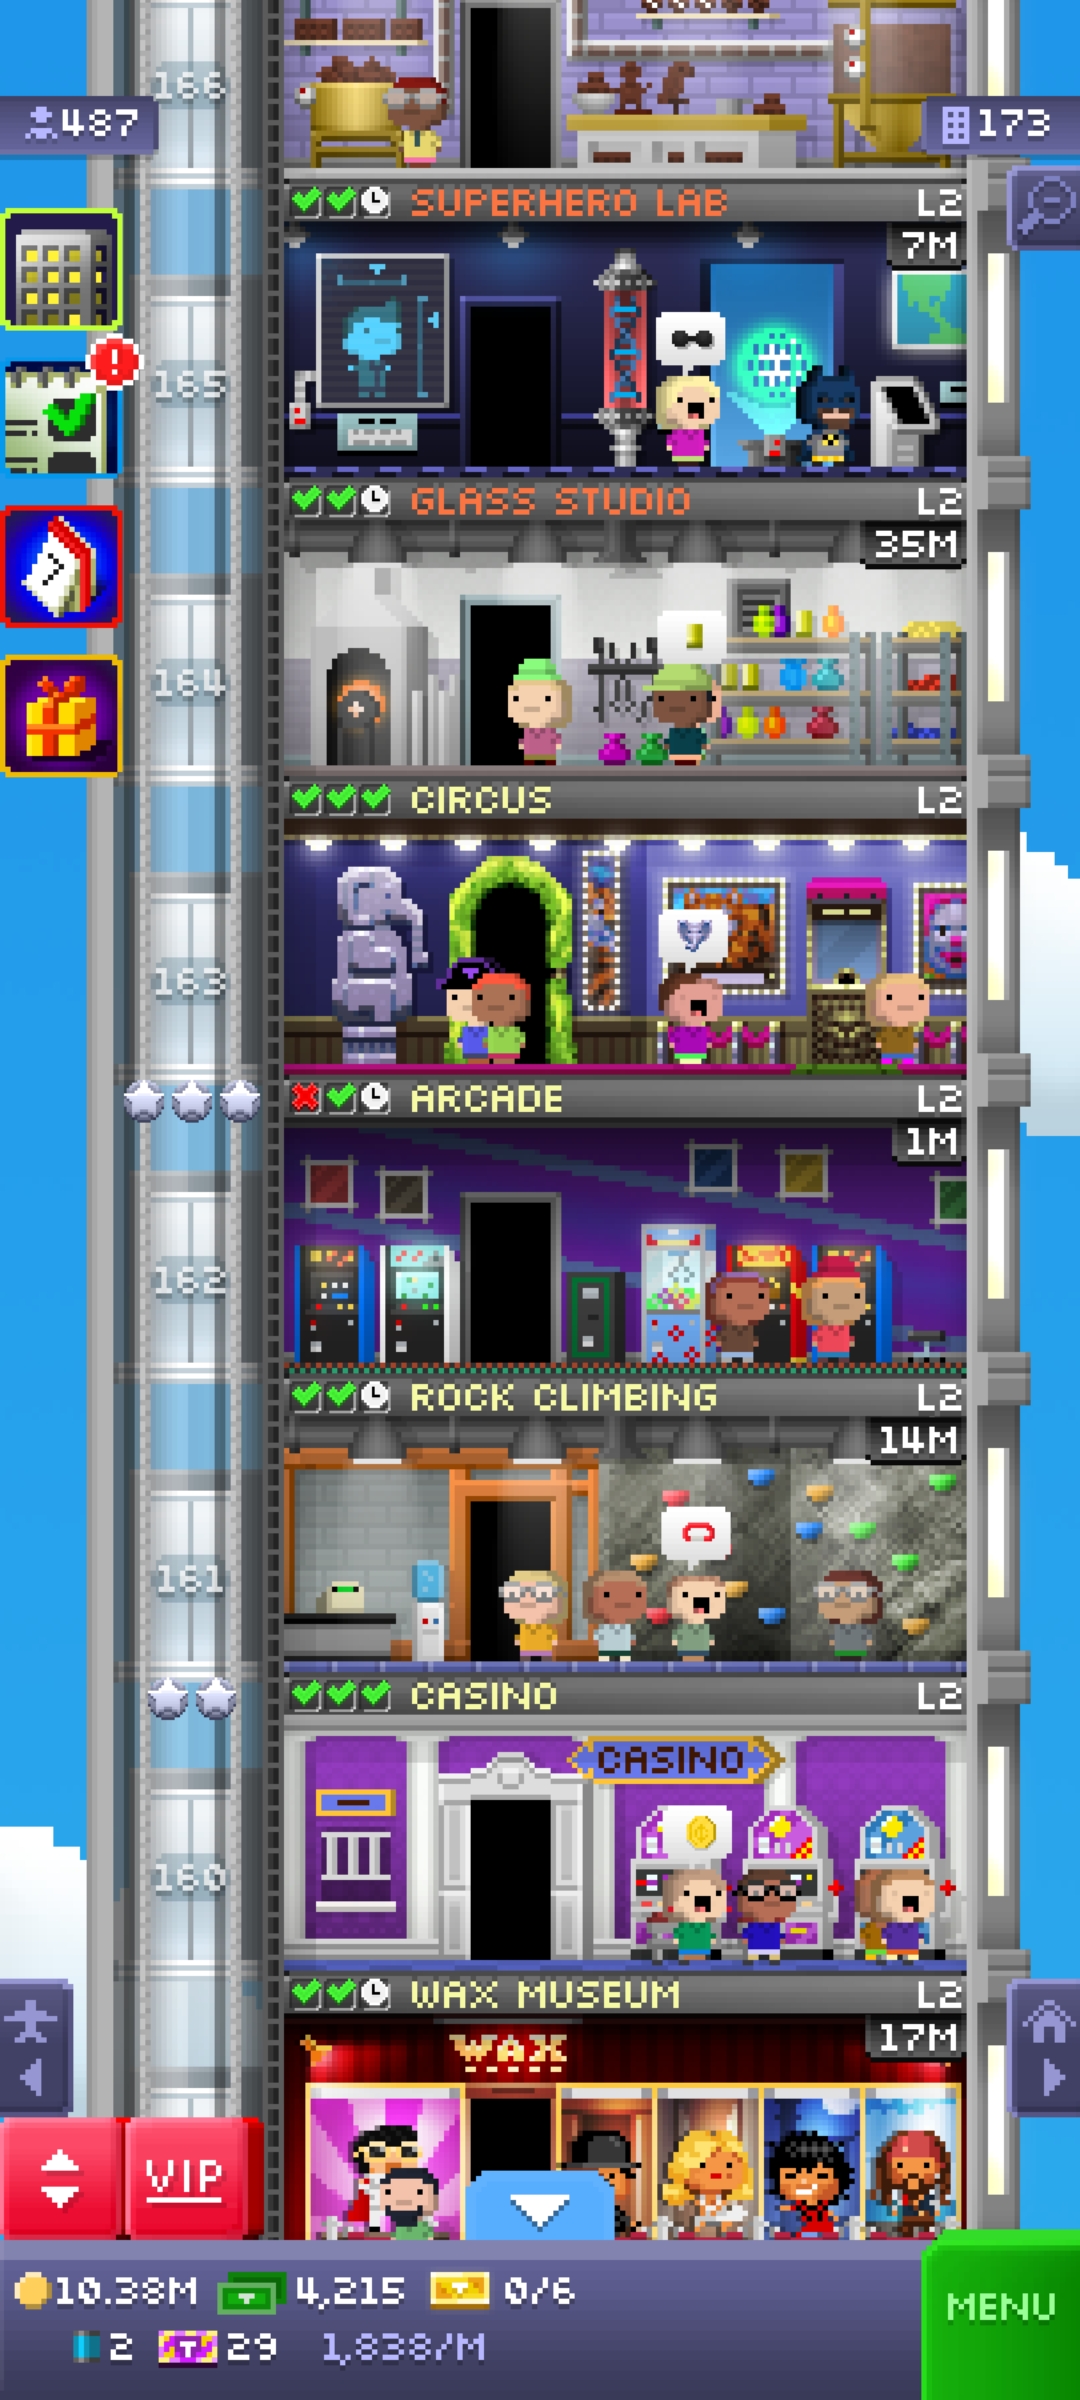 166
487
173
SUPERHERO LAB L2
7M
165
GLASS STUDIO L2
35M
7
164
CIRCUS L2
163
ARCADE L2
1M
162
ROCK CLIMBING L2
14M
161
CASINO L2
CASINO
160
WAX MUSEUM L2
17M
WAX
VIP
10.38M 4,215 0/6
MENU
2 29 1,838/M